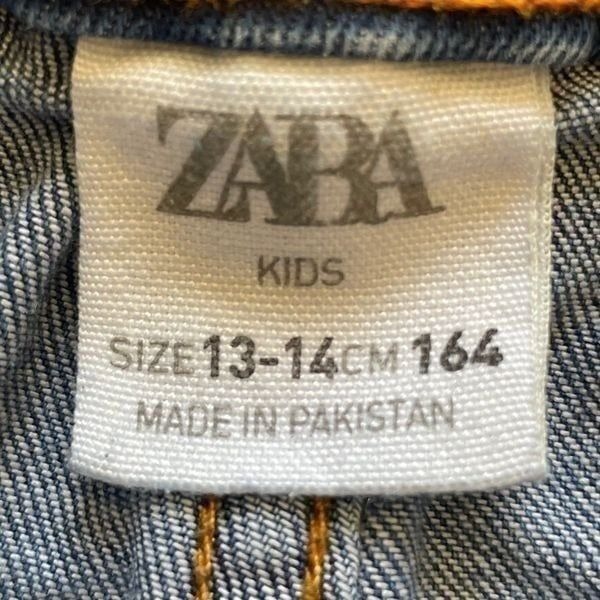 ZARA
KIDS
SIZE 13-14 CM 164
MADE IN PAKISTAN